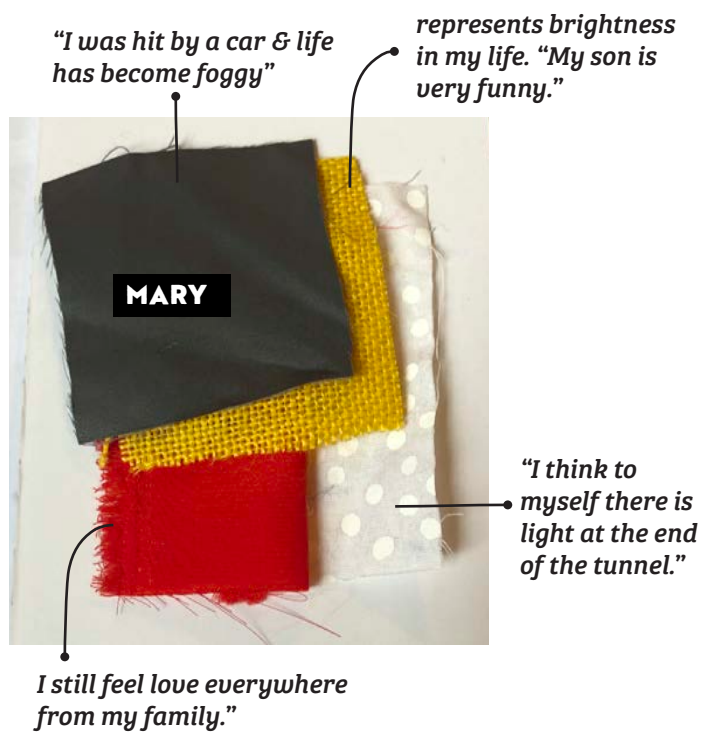 “I was hit by a car & life
has become foggy”
represents brightness
in my life. “My son is
very funny.”
MARY
“I think to
myself there is
light at the end
of the tunnel.”
I still feel love everywhere
from my family.”